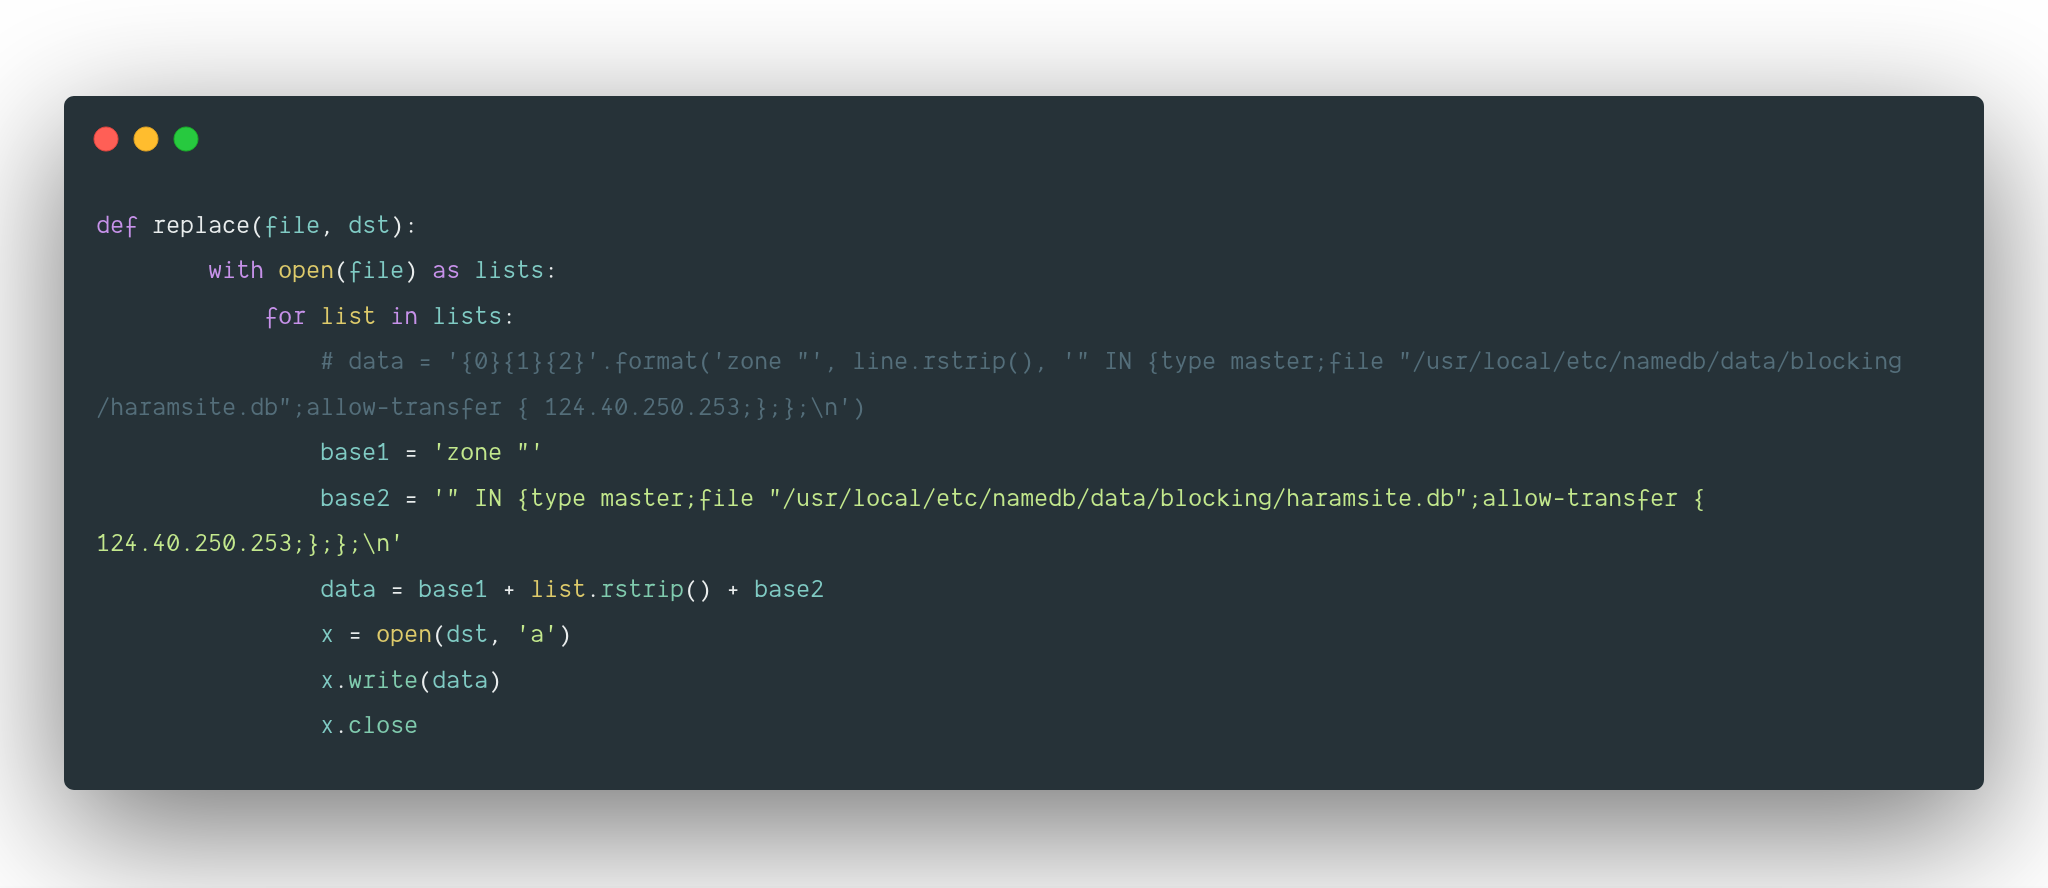 def replace(file, dst):
        with open(file) as lists:
            for list in lists:
                # data = '{0}{1}{2}'.format('zone "', line.rstrip(), '" IN {type master;file "/usr/local/etc/namedb/data/blocking
/haramsite.db";allow-transfer { 124.40.250.253;};};\n')
                base1 = 'zone "'
                base2 = '" IN {type master;file "/usr/local/etc/namedb/data/blocking/haramsite.db";allow-transfer {
124.40.250.253;};};\n'
                data = base1 + list.rstrip() + base2
                x = open(dst, 'a')
                x.write(data)
                x.close